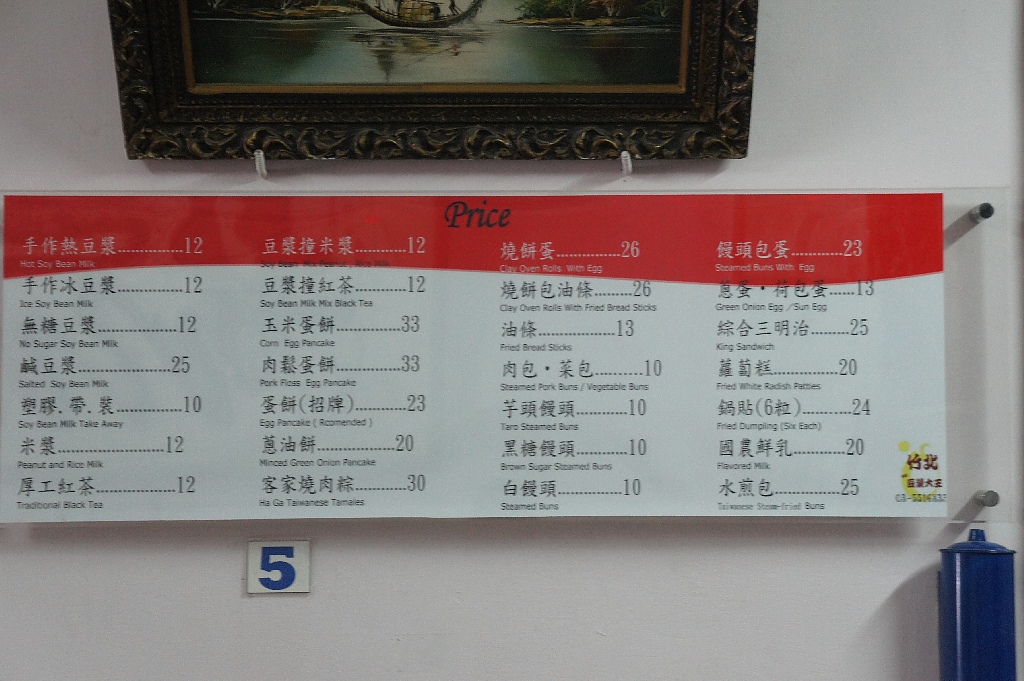 Price
手作熱豆漿..............12
Hot Soy Bean Milk
手作冰豆漿..............12
Ice Soy Bean Milk
無糖豆漿.................12
No Sugar Soy Bean Milk
鹹豆漿....................25
Salted Soy Bean Milk
塑膠.帶.裝..............10
Soy Bean Milk Take Away
米漿.......................12
Peanut and Rice Milk
厚工紅茶.................12
Traditional Black Tea
豆漿撞米漿...........12
Soy Bean Mix Peanut Rice Milk
豆漿撞紅茶...........12
Soy Bean Milk Mix Black Tea
玉米蛋餅..............33
Corn Egg Pancake
肉鬆蛋餅..............33
Pork Floss Egg Pancake
蛋餅(招牌)...........23
Egg Pancake ( Rcomended )
蔥油餅.................20
Minced Green Onion Pancake
客家燒肉粽...........30
Ha Ga Taiwanese Tamales
燒餅蛋..............26
Clay Oven Rolls With Egg
燒餅包油條........26
Clay Oven Rolls With Fried Bread Sticks
油條.................13
Fried Bread Sticks
肉包·菜包...........10
Steamed Pork Buns / Vegetable Buns
芋頭饅頭............10
Taro Steamed Buns
黑糖饅頭............10
Brown Sugar Steamed Buns
白饅頭..............10
Steamed Buns
饅頭包蛋............23
Steamed Buns With Egg
蔥蛋·荷包蛋......13
Green Onion Egg / Sun Egg
綜合三明治.........25
King Sandwich
蘿蔔糕...............20
Fried White Radish Patties
鍋貼(6粒)...........24
Fried Dumpling (Six Each)
國農鮮乳............20
Flavored Milk
水煎包...............25
Taiwanese Steam-fried Buns
竹北
豆漿大王
5